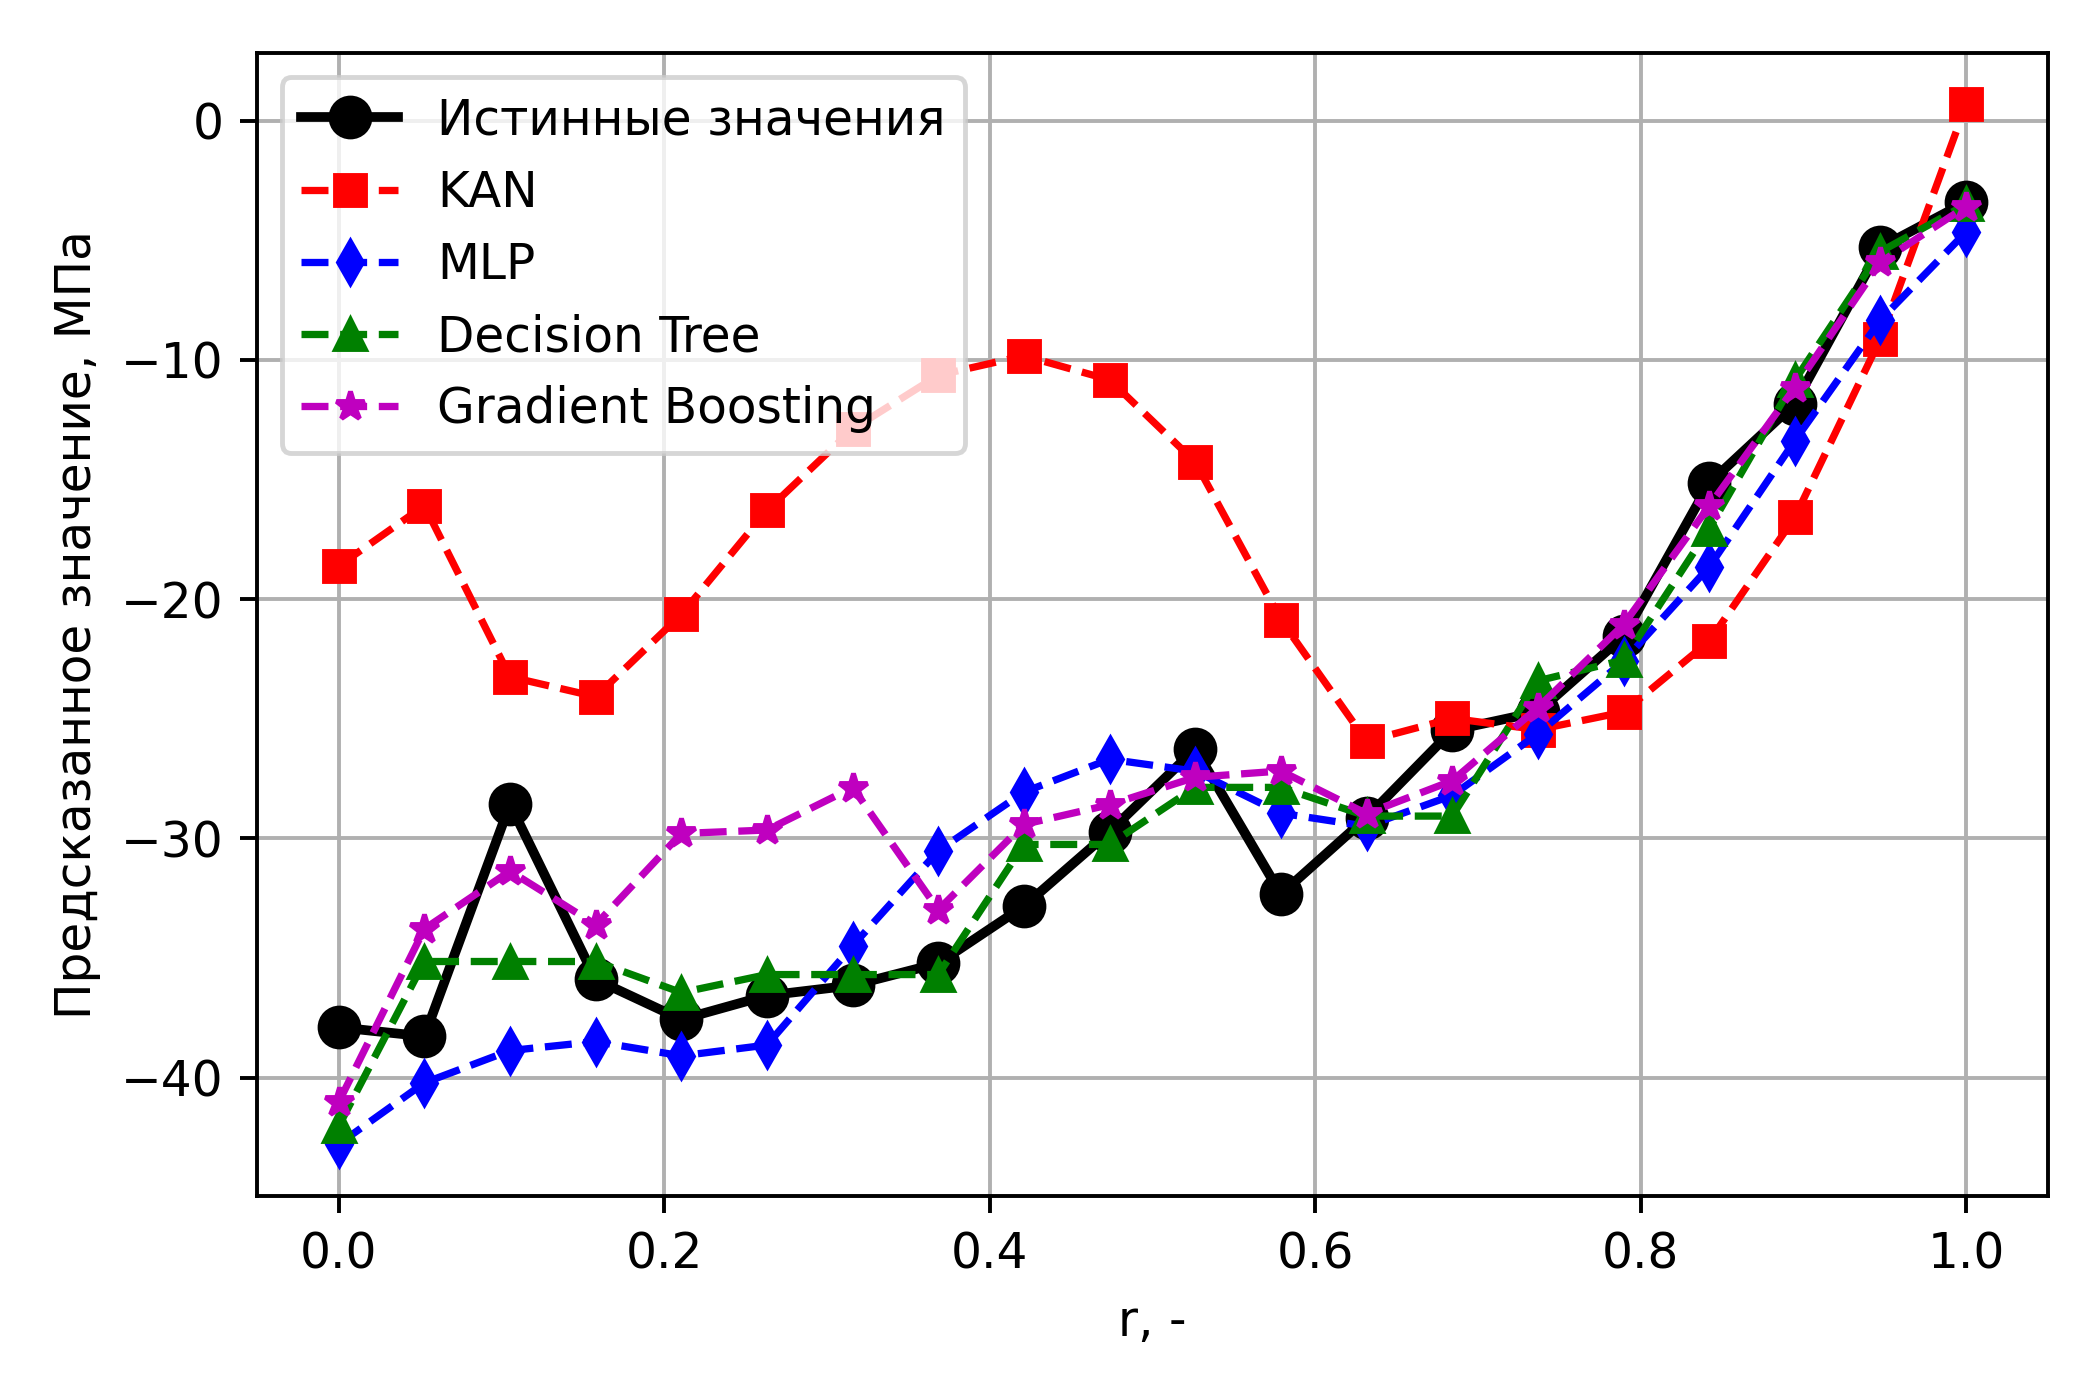 Истинные значения
KAN
MLP
Decision Tree
Gradient Boosting
Предсказанное значение, МПа
0
−10
−20
−30
−40
0.0 0.2 0.4 0.6 0.8 1.0
r, -